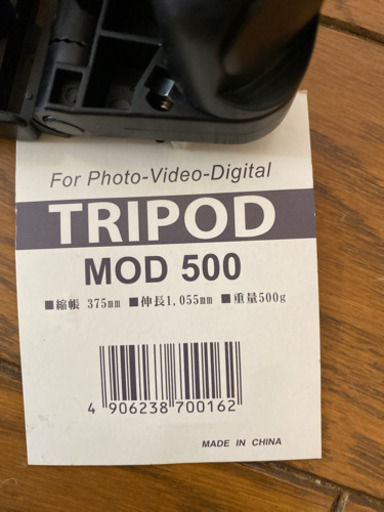 For Photo-Video-Digital
TRIPOD
MOD 500
■縮帳 375mm ■伸長1,055mm ■重量500g
4 906238 700162
MADE IN CHINA